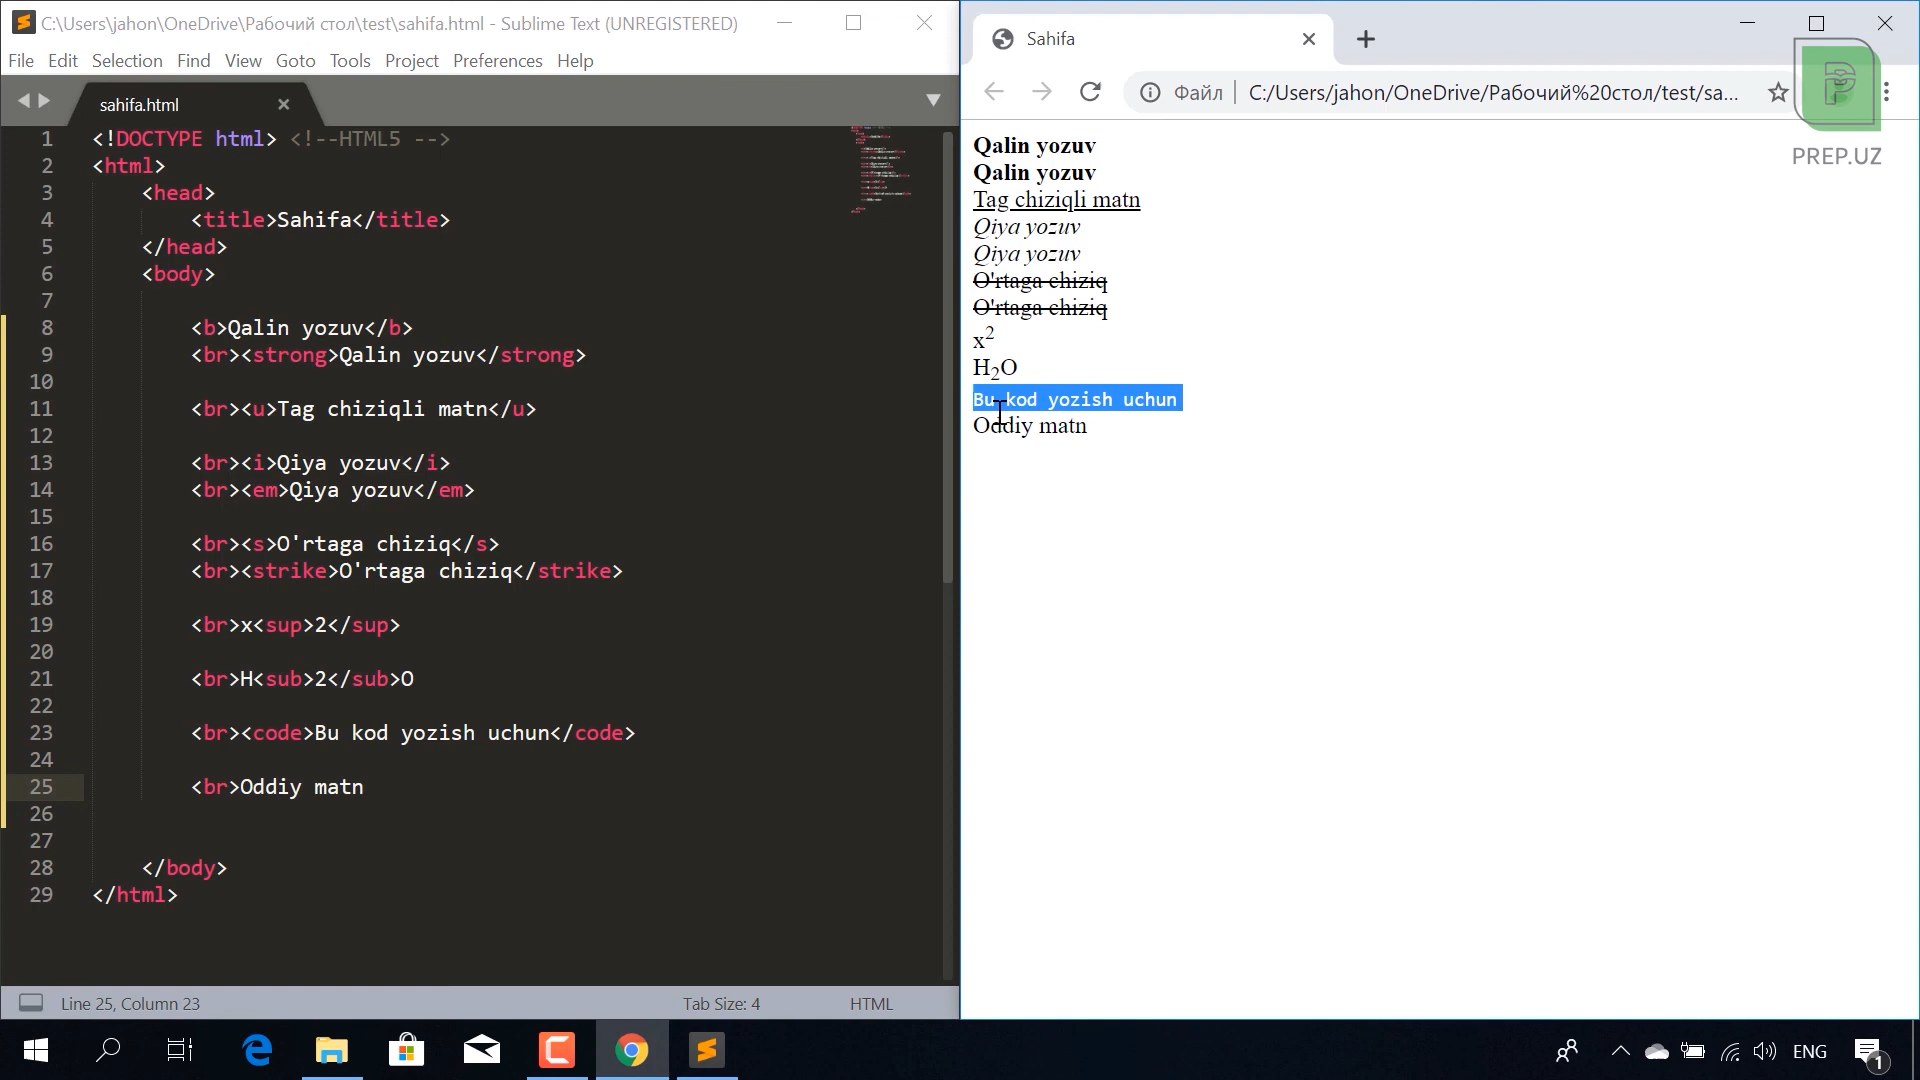 C:\Users\jahon\OneDrive\Рабочий стол\test\sahifa.html - Sublime Text (UNREGISTERED)
File Edit Selection Find View Goto Tools Project Preferences Help
sahifa.html
1 <!DOCTYPE html> <!--HTML5 -->
2 <html>
3 <head>
4 <title>Sahifa</title>
5 </head>
6 <body>
7
8 <b>Qalin yozuv</b>
9 <br><strong>Qalin yozuv</strong>
10
11 <br><u>Tag chiziqli matn</u>
12
13 <br><i>Qiya yozuv</i>
14 <br><em>Qiya yozuv</em>
15
16 <br><s>O'rtaga chiziq</s>
17 <br><strike>O'rtaga chiziq</strike>
18
19 <br>x<sup>2</sup>
20
21 <br>H<sub>2</sub>O
22
23 <br><code>Bu kod yozish uchun</code>
24
25 <br>Oddiy matn
26
27
28 </body>
29 </html>
Line 25, Column 23 Tab Size: 4 HTML
Sahifa
Файл C:/Users/jahon/OneDrive/Рабочий%20стол/test/sa...
PREP.UZ
Qalin yozuv
Qalin yozuv
Tag chiziqli matn
Qiya yozuv
Qiya yozuv
O'rtaga chiziq
O'rtaga chiziq
x²
H₂O
Bu kod yozish uchun
Oddiy matn
ENG
1